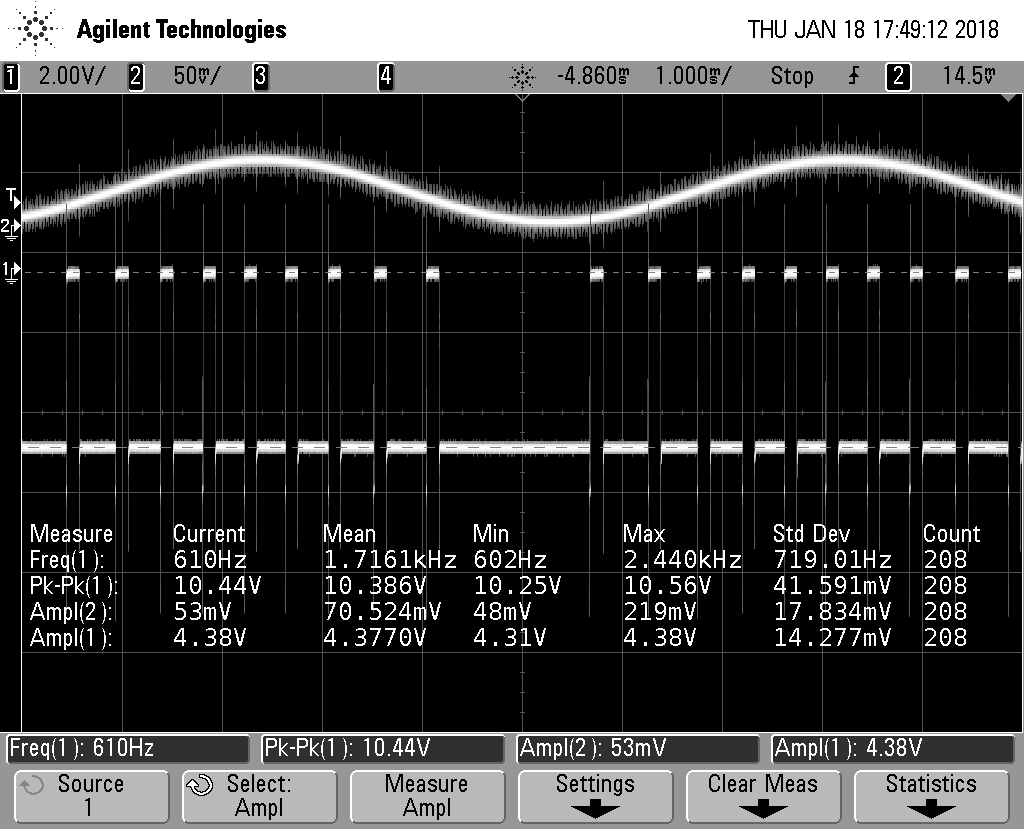 Agilent Technologies THU JAN 18 17:49:12 2018
1 2.00V/ 2 50mV/ 3 4 -4.860ms 1.000ms/ Stop 2 14.5mV
T
2
1
Measure Current Mean Min Max Std Dev Count
Freq(1): 610Hz 1.7161kHz 602Hz 2.440kHz 719.01Hz 208
Pk-Pk(1): 10.44V 10.386V 10.25V 10.56V 41.591mV 208
Ampl(2): 53mV 70.524mV 48mV 219mV 17.834mV 208
Ampl(1): 4.38V 4.3770V 4.31V 4.38V 14.277mV 208
Freq(1): 610Hz Pk-Pk(1): 10.44V Ampl(2): 53mV Ampl(1): 4.38V
Source Select: Measure Settings Clear Meas Statistics
1 Ampl Ampl